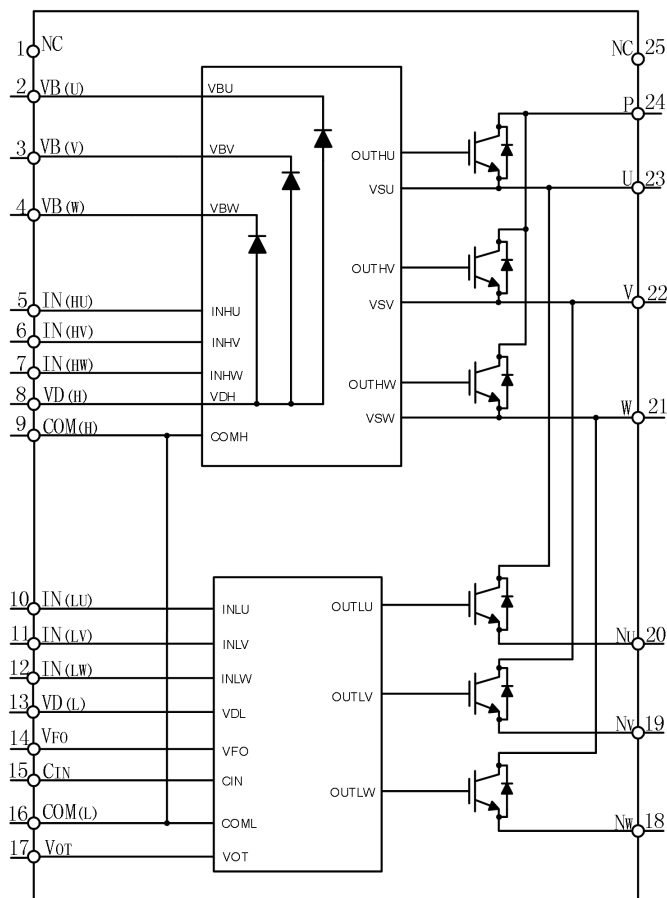 1 NC
NC 25
2 VB(U) VBU
P 24
3 VB(V) VBV
OUTHU
VSU
U 23
4 VB(W) VBW
OUTHV
5 IN(HU) INHU
VSV
V 22
6 IN(HV) INHV
7 IN(HW) INHW
OUTHW
8 VD(H) VDH
VSW
W 21
9 COM(H) COMH
10 IN(LU) INLU
OUTLU
11 IN(LV) INLV
NU 20
12 IN(LW) INLW
OUTLV
13 VD(L) VDL
NV 19
14 VFO VFO
15 CIN CIN
OUTLW
16 COM(L) COML
NW 18
17 VOT VOT